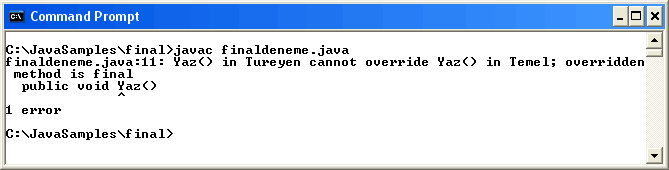 Command Prompt
C:\JavaSamples\final>javac finaldeneme.java
finaldeneme.java:11: Yaz() in Tureyen cannot override Yaz() in Temel; overridden
 method is final
  public void Yaz()
              ^
1 error
C:\JavaSamples\final>